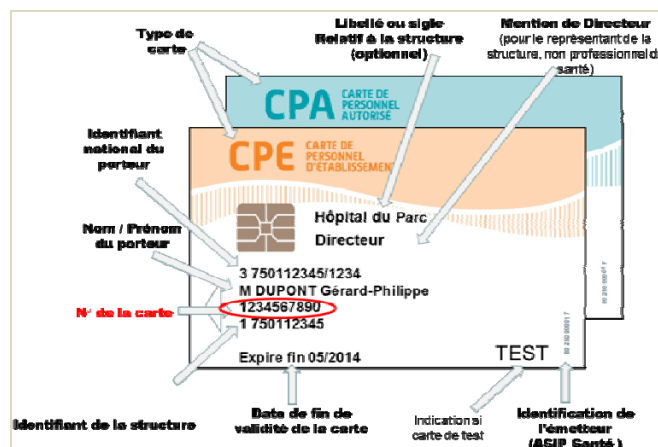 Type de
carte
Libellé ou sigle
Relatif à la structure
(optionnel)
Mention de Directeur
(pour le représentant de la
structure, non professionnel d
santé)
CPA CARTE DE
PERSONNEL
AUTORISÉ
Identifiant
national du
porteur
CPE CARTE DE
PERSONNEL
D'ÉTABLISSEMENT
Hôpital du Parc
Directeur
Nom / Prénom
du porteur
3 750112345/1234
M DUPONT Gérard-Philippe
N° de la carte
1234567890
1 750112345
Expire fin 05/2014
TEST
Identifiant de la structure
Date de fin de
validité de la carte
Indication si
carte de test
Identification de
l'émetteur
(ASIP Santé )